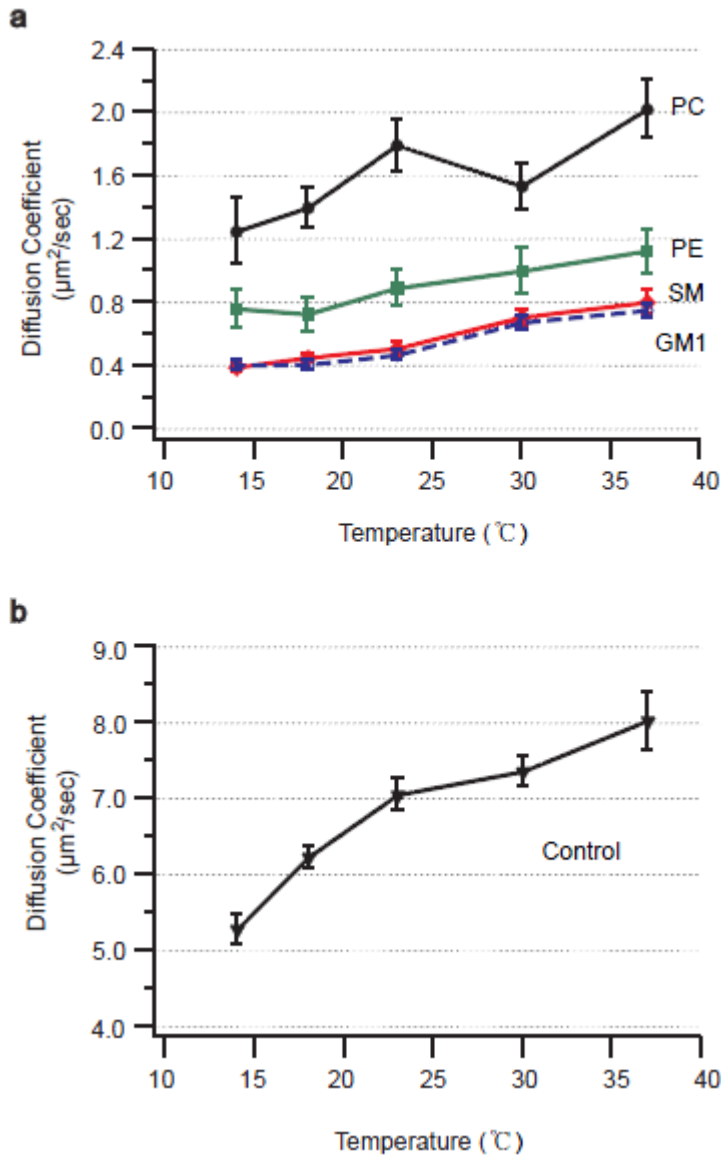 a
2.4
2.0
1.6
1.2
0.8
0.4
0.0
Diffusion Coefficient
(µm²/sec)
PC
PE
SM
GM1
10 15 20 25 30 35 40
Temperature (℃)
b
9.0
8.0
7.0
6.0
5.0
4.0
Diffusion Coefficient
(µm²/sec)
Control
10 15 20 25 30 35 40
Temperature (℃)